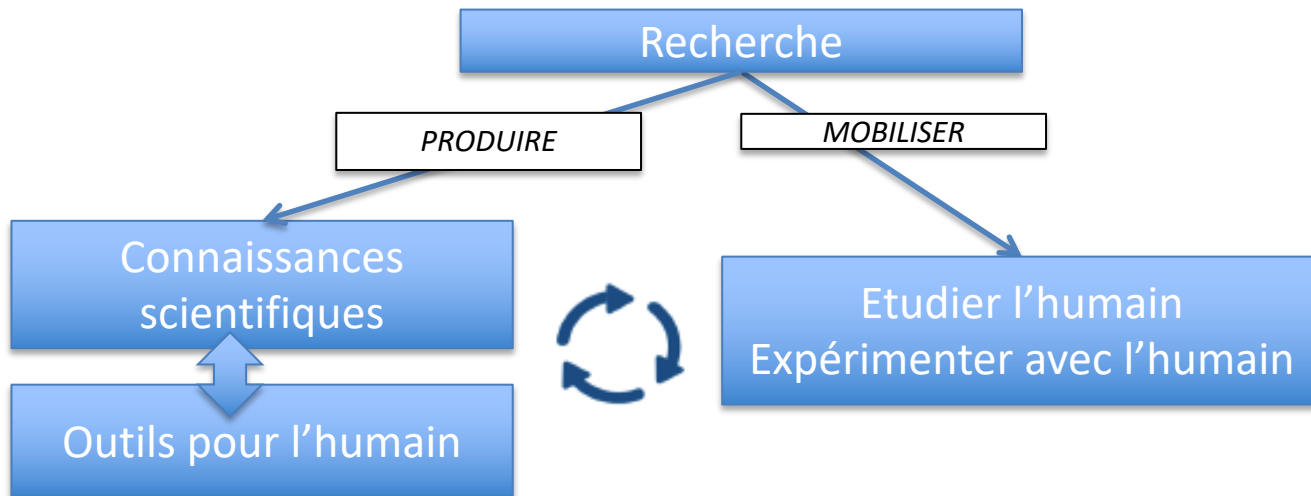 Recherche
PRODUIRE
MOBILISER
Connaissances
scientifiques
Etudier l’humain
Expérimenter avec l’humain
Outils pour l’humain